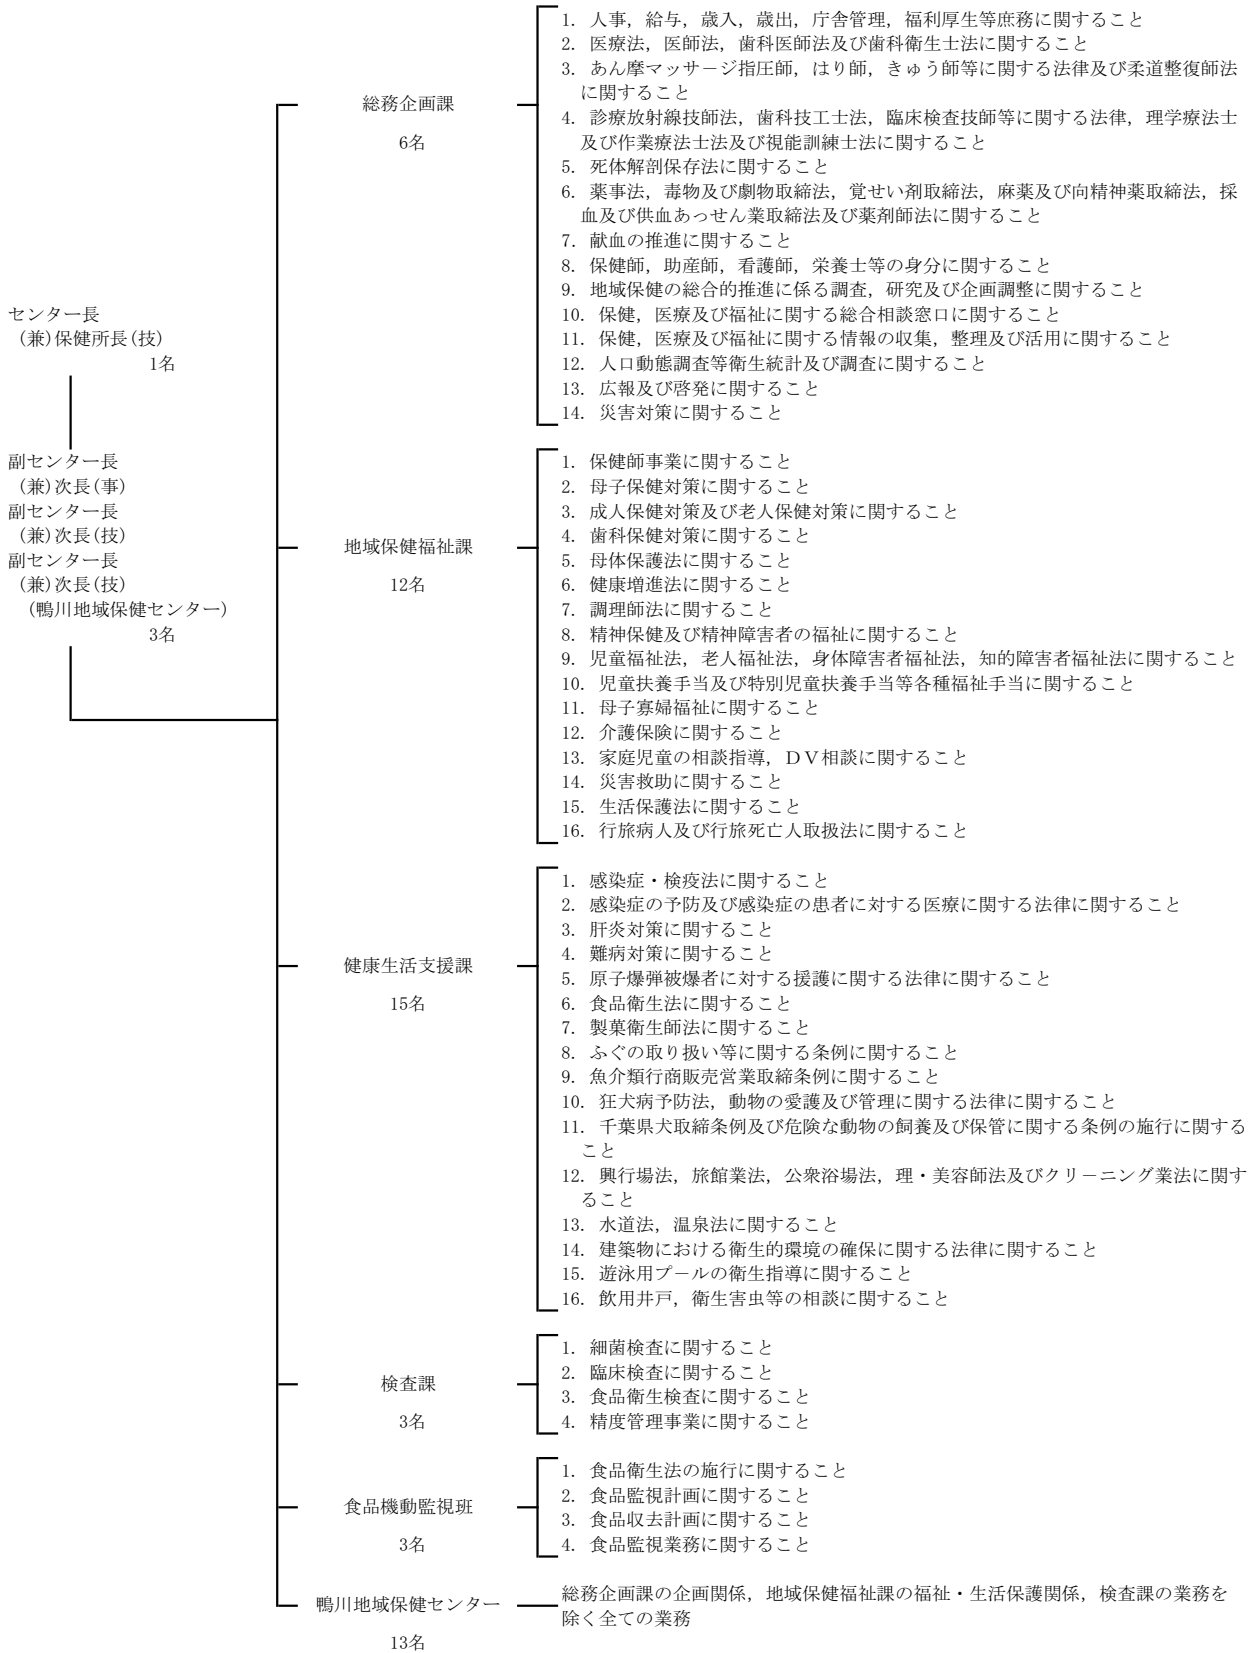 センター長
(兼)保健所長(技)
1名
副センター長
(兼)次長(事)
副センター長
(兼)次長(技)
副センター長
(兼)次長(技)
(鴨川地域保健センター)
3名
総務企画課
6名
1. 人事，給与，歳入，歳出，庁舎管理，福利厚生等庶務に関すること
2. 医療法，医師法，歯科医師法及び歯科衛生士法に関すること
3. あん摩マッサ－ジ指圧師，はり師，きゅう師等に関する法律及び柔道整復師法
に関すること
4. 診療放射線技師法，歯科技工士法，臨床検査技師等に関する法律，理学療法士
及び作業療法士法及び視能訓練士法に関すること
5. 死体解剖保存法に関すること
6. 薬事法，毒物及び劇物取締法，覚せい剤取締法，麻薬及び向精神薬取締法，採
血及び供血あっせん業取締法及び薬剤師法に関すること
7. 献血の推進に関すること
8. 保健師，助産師，看護師，栄養士等の身分に関すること
9. 地域保健の総合的推進に係る調査，研究及び企画調整に関すること
10. 保健，医療及び福祉に関する総合相談窓口に関すること
11. 保健，医療及び福祉に関する情報の収集，整理及び活用に関すること
12. 人口動態調査等衛生統計及び調査に関すること
13. 広報及び啓発に関すること
14. 災害対策に関すること
地域保健福祉課
12名
1. 保健師事業に関すること
2. 母子保健対策に関すること
3. 成人保健対策及び老人保健対策に関すること
4. 歯科保健対策に関すること
5. 母体保護法に関すること
6. 健康増進法に関すること
7. 調理師法に関すること
8. 精神保健及び精神障害者の福祉に関すること
9. 児童福祉法，老人福祉法，身体障害者福祉法，知的障害者福祉法に関すること
10. 児童扶養手当及び特別児童扶養手当等各種福祉手当に関すること
11. 母子寡婦福祉に関すること
12. 介護保険に関すること
13. 家庭児童の相談指導，ＤＶ相談に関すること
14. 災害救助に関すること
15. 生活保護法に関すること
16. 行旅病人及び行旅死亡人取扱法に関すること
健康生活支援課
15名
1. 感染症・検疫法に関すること
2. 感染症の予防及び感染症の患者に対する医療に関する法律に関すること
3. 肝炎対策に関すること
4. 難病対策に関すること
5. 原子爆弾被爆者に対する援護に関する法律に関すること
6. 食品衛生法に関すること
7. 製菓衛生師法に関すること
8. ふぐの取り扱い等に関する条例に関すること
9. 魚介類行商販売営業取締条例に関すること
10. 狂犬病予防法，動物の愛護及び管理に関する法律に関すること
11. 千葉県犬取締条例及び危険な動物の飼養及び保管に関する条例の施行に関する
こと
12. 興行場法，旅館業法，公衆浴場法，理・美容師法及びクリ－ニング業法に関す
ること
13. 水道法，温泉法に関すること
14. 建築物における衛生的環境の確保に関する法律に関すること
15. 遊泳用プ－ルの衛生指導に関すること
16. 飲用井戸，衛生害虫等の相談に関すること
検査課
3名
1. 細菌検査に関すること
2. 臨床検査に関すること
3. 食品衛生検査に関すること
4. 精度管理事業に関すること
食品機動監視班
3名
1. 食品衛生法の施行に関すること
2. 食品監視計画に関すること
3. 食品収去計画に関すること
4. 食品監視業務に関すること
鴨川地域保健センター
13名
総務企画課の企画関係，地域保健福祉課の福祉・生活保護関係，検査課の業務を
除く全ての業務